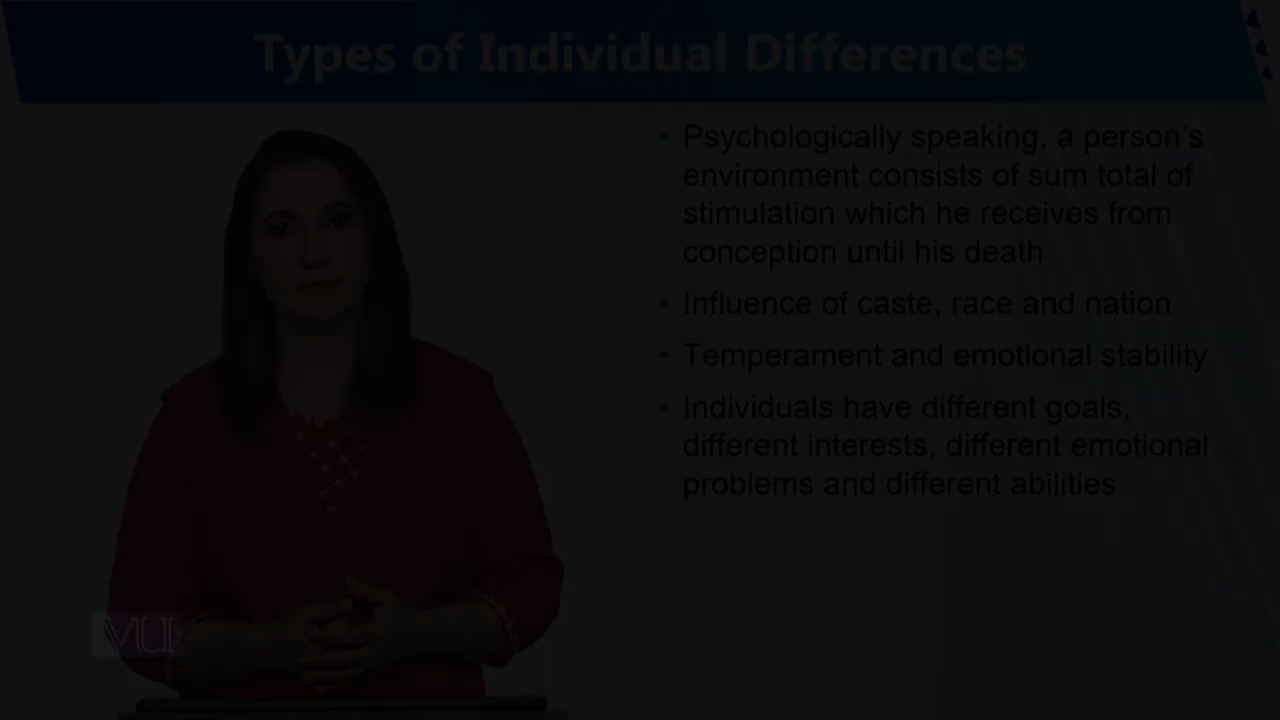 Types of Individual Differences
• Psychologically speaking, a person's
environment consists of sum total of
stimulation which he receives from
conception until his death
• Influence of caste, race and nation
• Temperament and emotional stability
• Individuals have different goals,
different interests, different emotional
problems and different abilities
VU